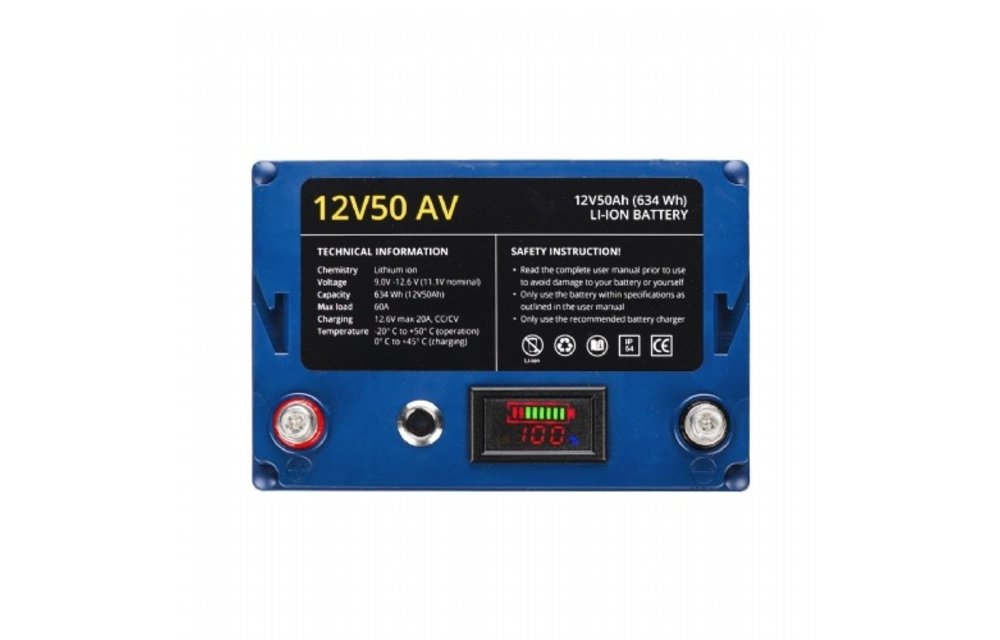 12V50 AV
12V50Ah (634 Wh)
LI-ION BATTERY
TECHNICAL INFORMATION
Chemistry Lithium ion
Voltage 9.0V -12.6 V (11.1V nominal)
Capacity 634 Wh (12V50Ah)
Max load 60A
Charging 12.6V max 20A, CC/CV
Temperature -20° C to +50° C (operation)
0° C to +45° C (charging)
SAFETY INSTRUCTION!
• Read the complete user manual prior to use
to avoid damage to your battery or yourself
• Only use the battery within specifications as
outlined in the user manual
• Only use the recommended battery charger
Li-ion
IP
64
CE
100 %